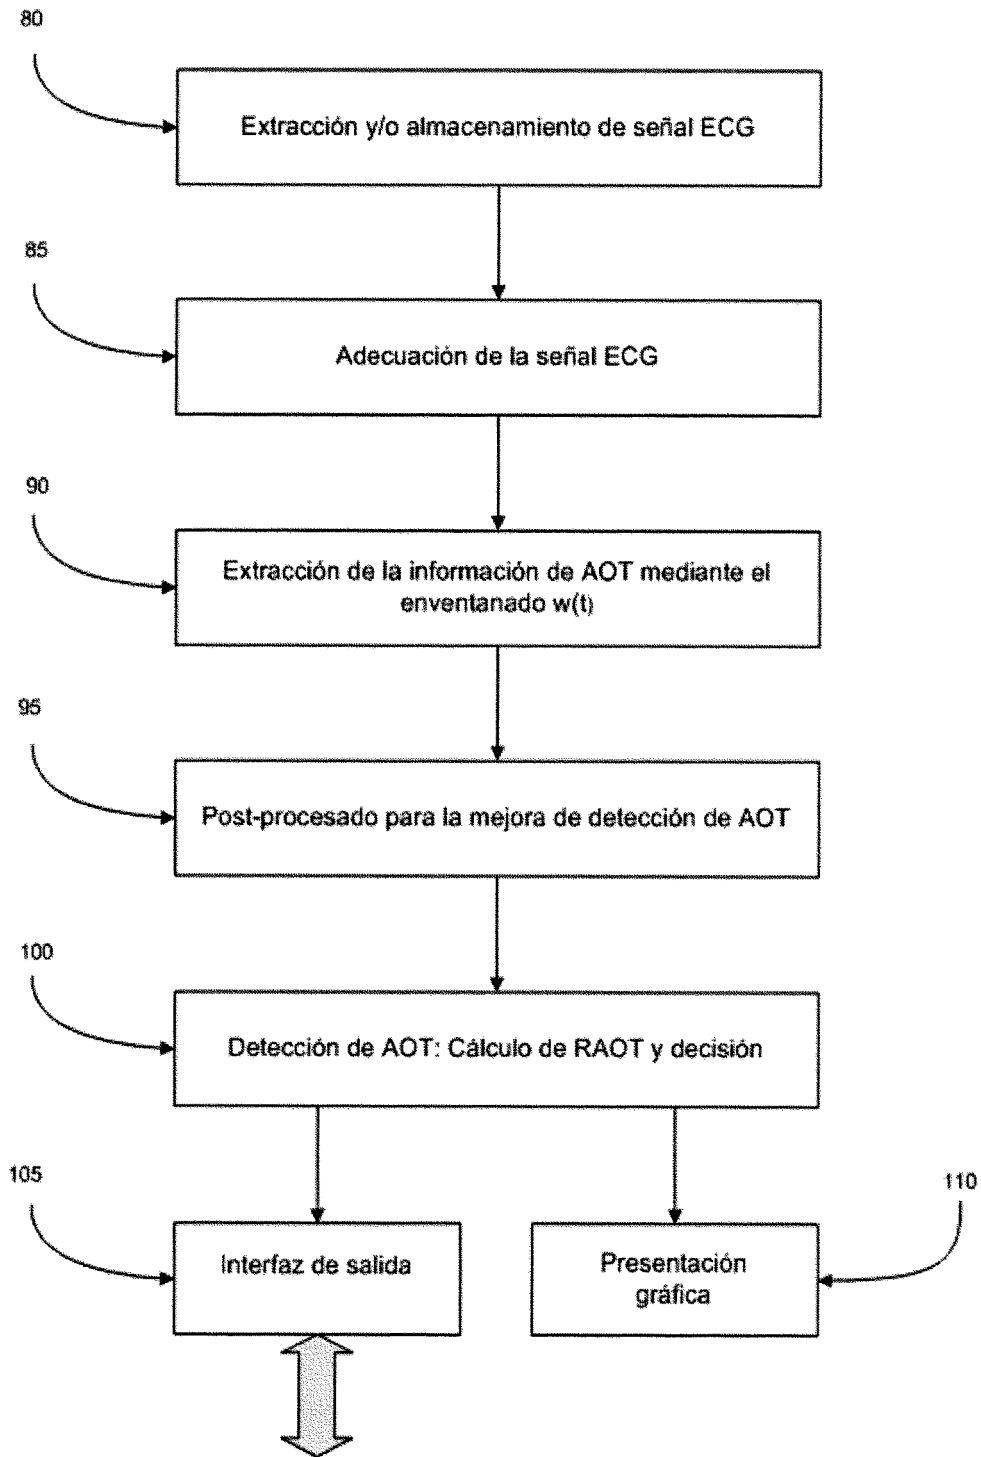 80
Extracción y/o almacenamiento de señal ECG
85
Adecuación de la señal ECG
90
Extracción de la información de AOT mediante el
enventanado w(t)
95
Post-procesado para la mejora de detección de AOT
100
Detección de AOT: Cálculo de RAOT y decisión
105
Interfaz de salida
110
Presentación
gráfica